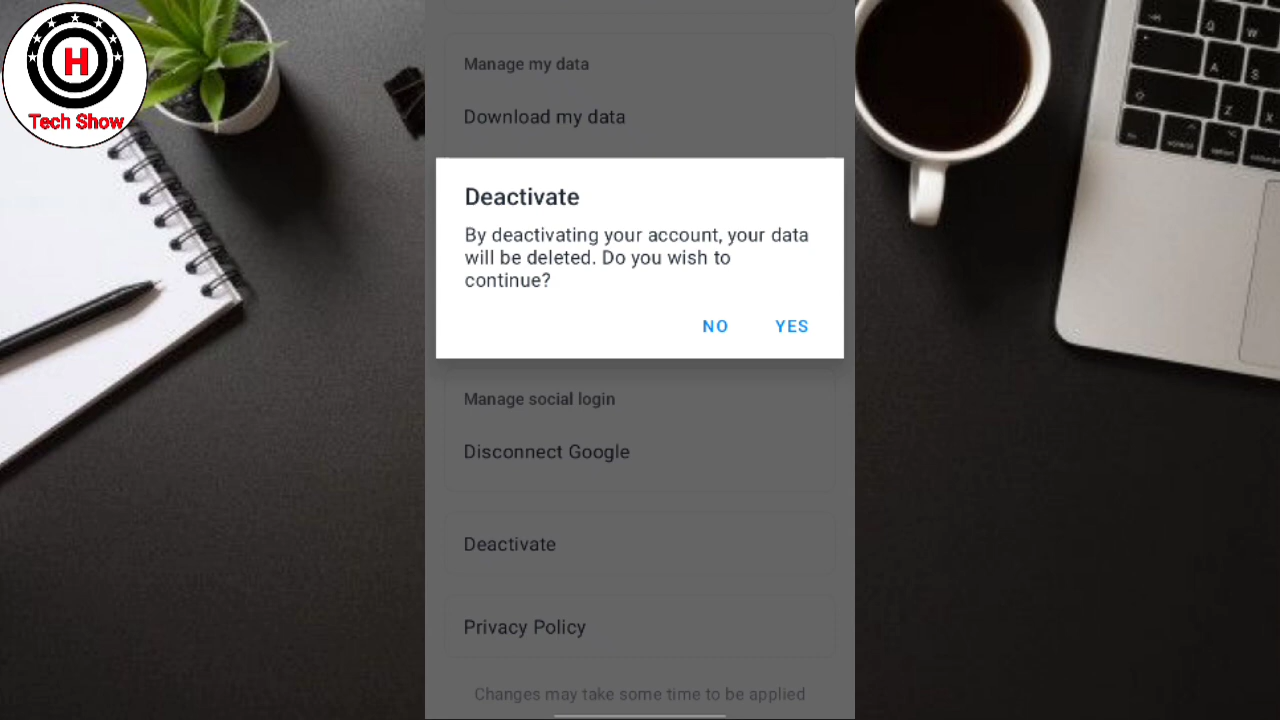 H
Tech Show
Manage my data
Download my data
Deactivate
By deactivating your account, your data
will be deleted. Do you wish to
continue?
NO YES
Manage social login
Disconnect Google
Deactivate
Privacy Policy
Changes may take some time to be applied
Q
W
A
S
Z
X